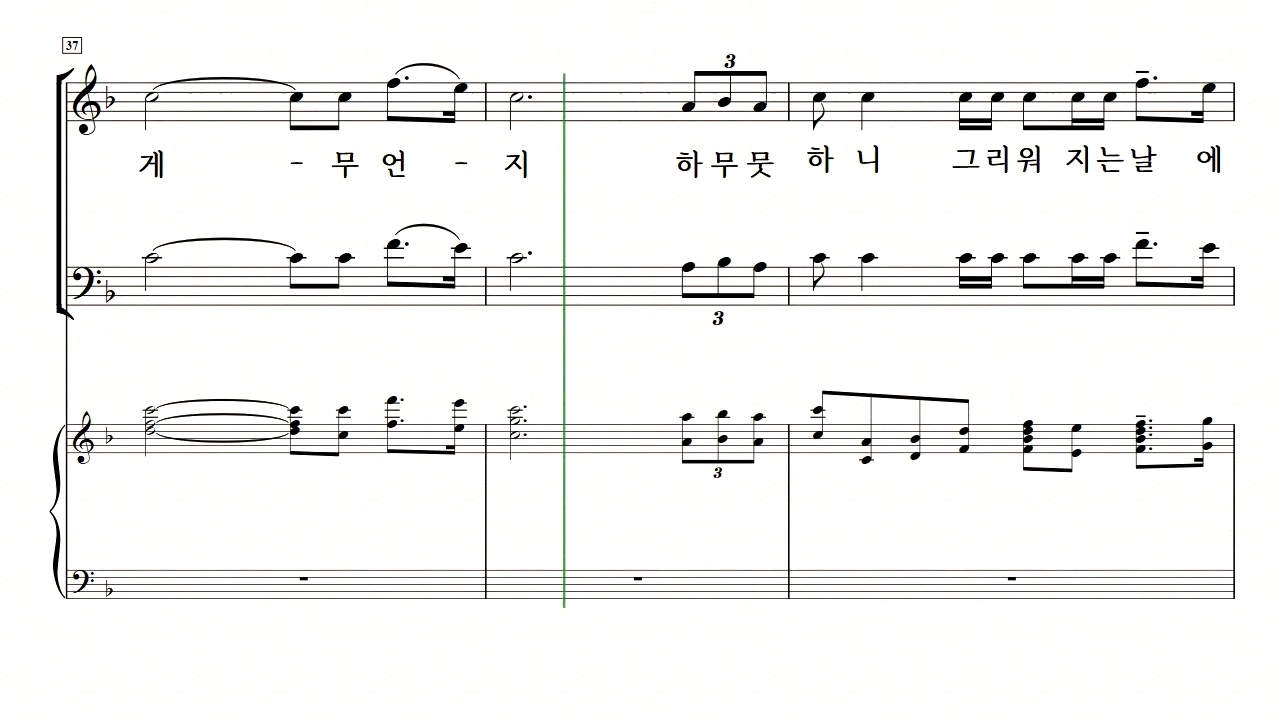 37
3
게 - 무 언 - 지 하 무 뭇 하 니 그 리 워 지 는 날 에
3
3